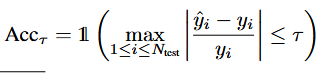 Acc_τ = 𝟙 ( max_{1≤i≤N_test} | (ŷ_i − y_i) / y_i | ≤ τ )